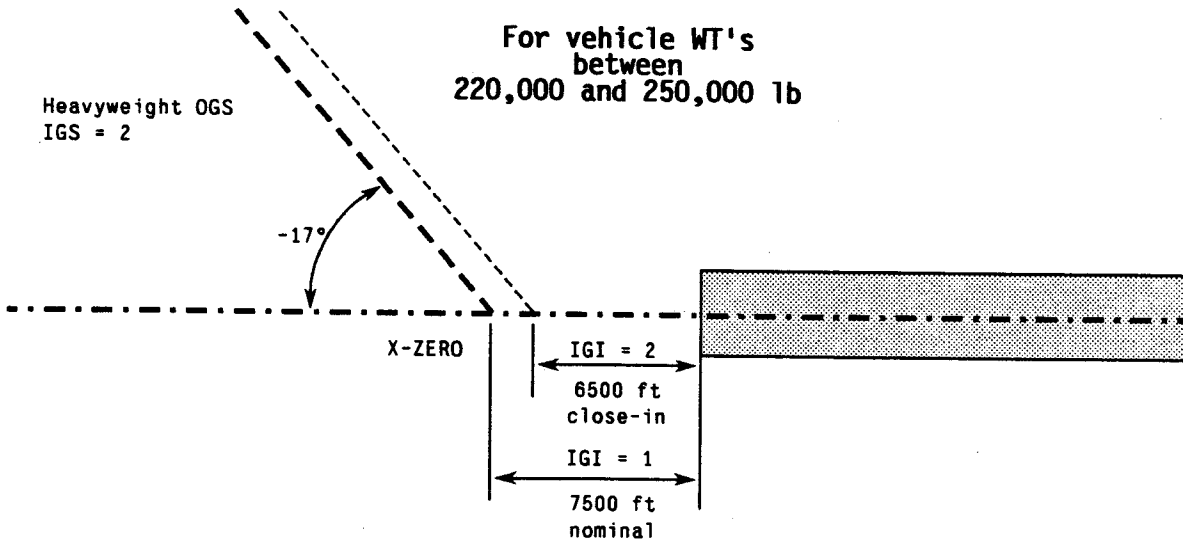 For vehicle WT's
between
220,000 and 250,000 lb
Heavyweight OGS
IGS = 2
-17°
X-ZERO
IGI = 2
6500 ft
close-in
IGI = 1
7500 ft
nominal